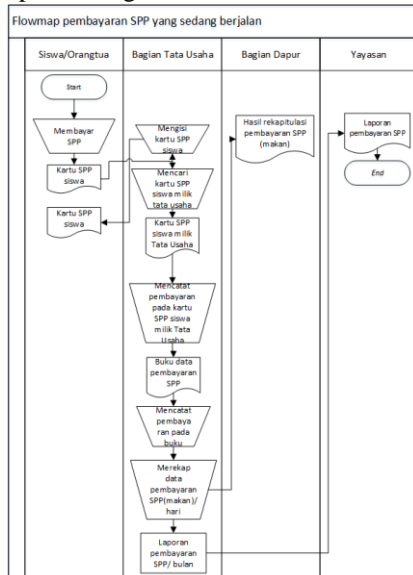 Flowmap pembayaran SPP yang sedang berjalan
Siswa/Orangtua
Bagian Tata Usaha
Bagian Dapur
Yayasan
Start
Membayar
SPP
Kartu SPP
siswa
Kartu SPP
siswa
Mengisi
kartu SPP
siswa
Mencari
kartu SPP
siswa milik
tata usaha
Kartu SPP
siswa milik
Tata Usaha
Mencatat
pembayaran
pada kartu
SPP siswa
milik Tata
Usaha
Buku data
pembayaran
SPP
Mencatat
pembaya
ran pada
buku
Merekap
data
pembayaran
SPP(makan)/
hari
Laporan
pembayaran
SPP/ bulan
Hasil rekapitulasi
pembayaran SPP
(makan)
Laporan
pembayaran SPP
End